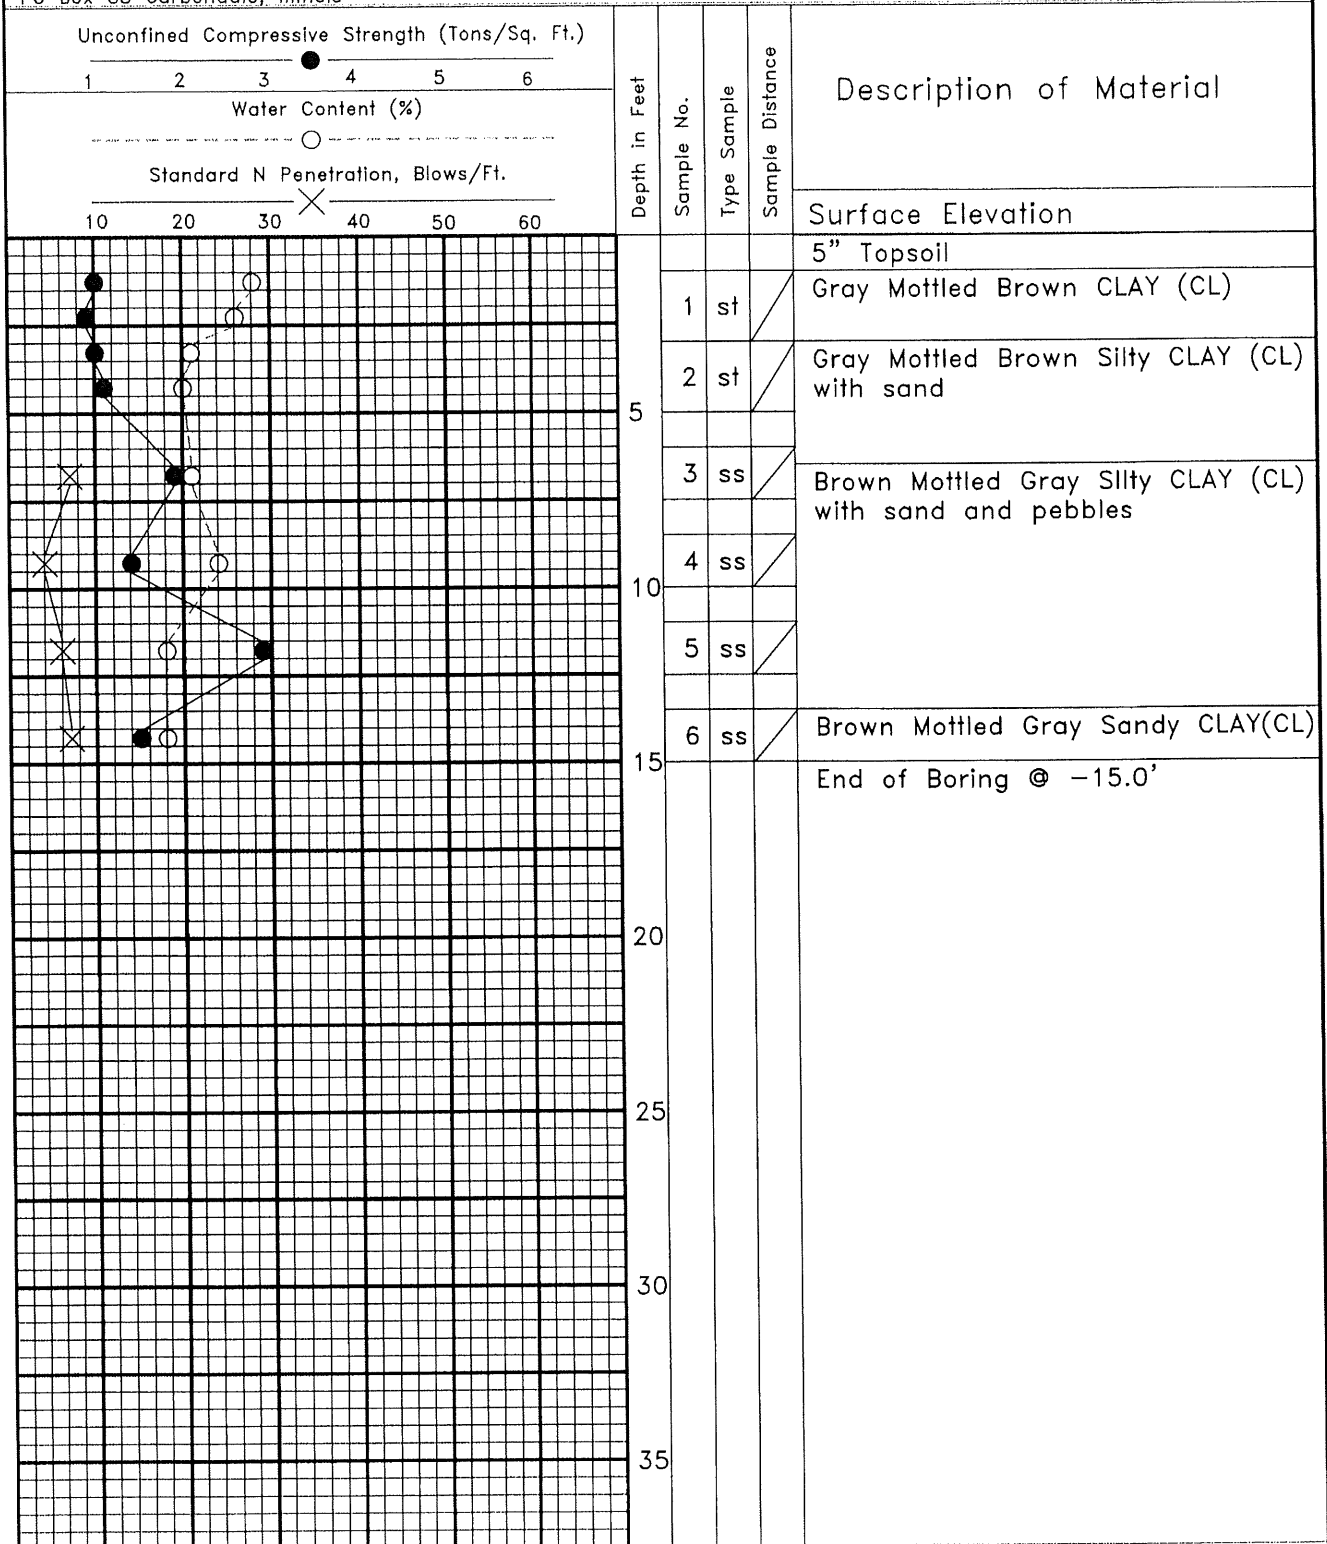 Unconfined Compressive Strength (Tons/Sq. Ft.)
1 2 3 4 5 6
Water Content (%)
Standard N Penetration, Blows/Ft.
10 20 30 40 50 60
Depth in Feet
Sample No.
Type Sample
Sample Distance
Description of Material
Surface Elevation
5” Topsoil
1 st Gray Mottled Brown CLAY (CL)
2 st Gray Mottled Brown Silty CLAY (CL)
with sand
5
3 ss Brown Mottled Gray SIlty CLAY (CL)
with sand and pebbles
4 ss
10
5 ss
6 ss Brown Mottled Gray Sandy CLAY(CL)
15
End of Boring @ −15.0’
20
25
30
35